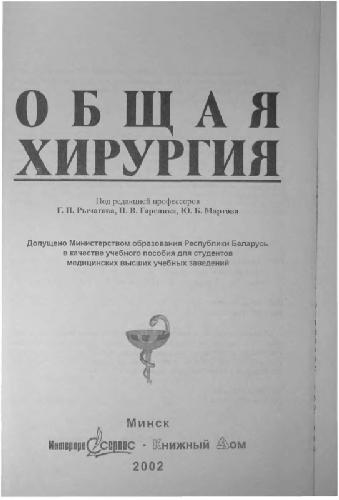 ОБЩАЯ
ХИРУРГИЯ
Под редакцией профессоров
Г. П. Рычагова, П. В. Гарелика, Ю. Б. Мартова
Допущено Министерством образования Республики Беларусь
в качестве учебного пособия для студентов
медицинских высших учебных заведений
Минск
Интерпрессервис · Книжный Дом
2002